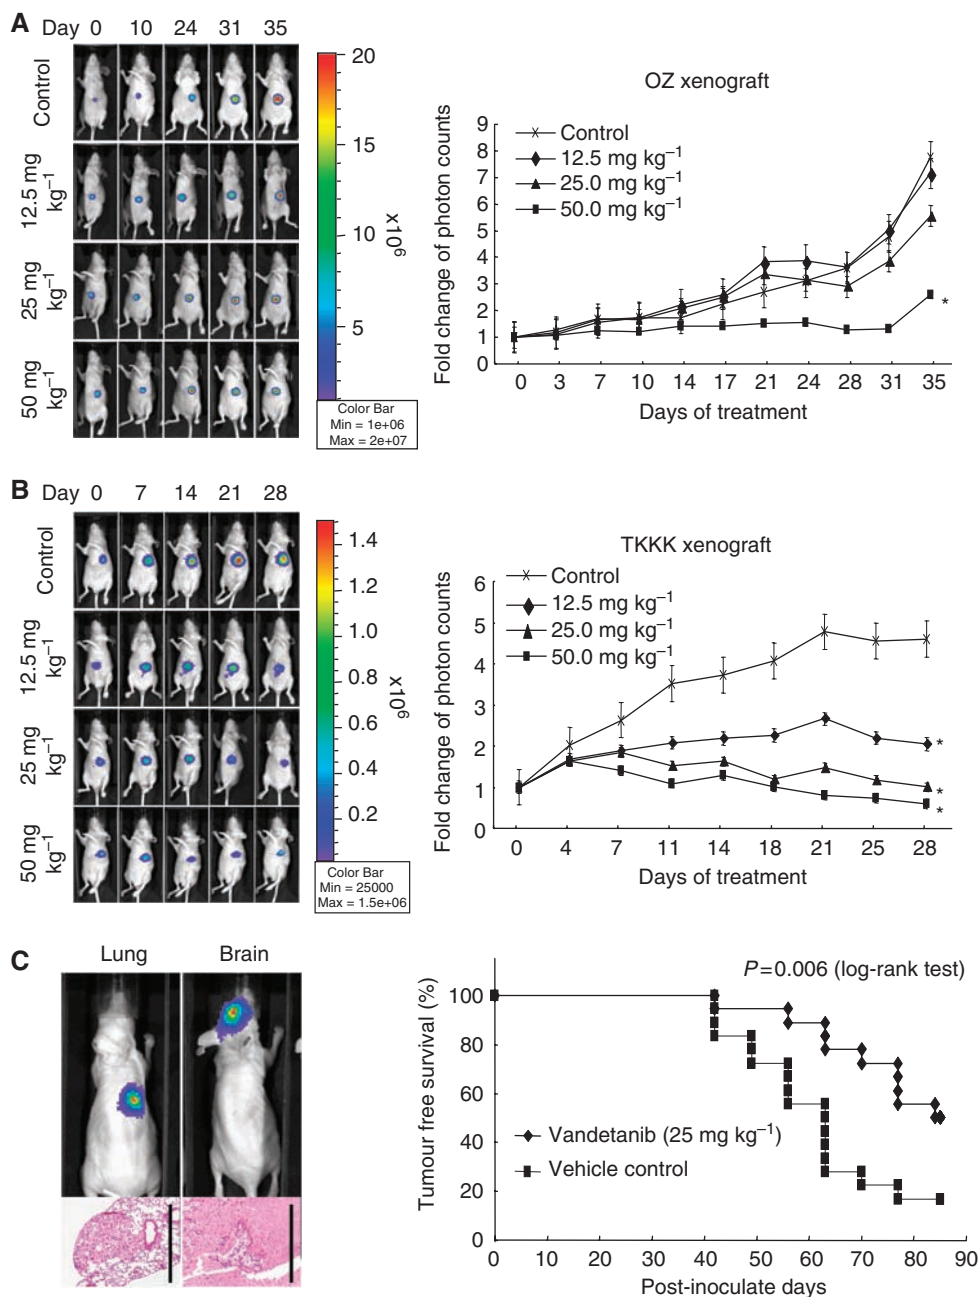 A
Day 0 10 24 31 35
Control
12.5 mg kg⁻¹
25 mg kg⁻¹
50 mg kg⁻¹
20
15
10
5
x10⁶
Color Bar
Min = 1e+06
Max = 2e+07
OZ xenograft
Control
12.5 mg kg⁻¹
25.0 mg kg⁻¹
50.0 mg kg⁻¹
Fold change of photon counts
9
8
7
6
5
4
3
2
1
0
*
0 3 7 10 14 17 21 24 28 31 35
Days of treatment
B
Day 0 7 14 21 28
Control
12.5 mg kg⁻¹
25 mg kg⁻¹
50 mg kg⁻¹
1.4
1.2
1.0
0.8
0.6
0.4
0.2
x10⁶
Color Bar
Min = 25000
Max = 1.5e+06
TKKK xenograft
Control
12.5 mg kg⁻¹
25.0 mg kg⁻¹
50.0 mg kg⁻¹
Fold change of photon counts
6
5
4
3
2
1
0
*
*
*
0 4 7 11 14 18 21 25 28
Days of treatment
C
Lung Brain
P=0.006 (log-rank test)
Tumour free survival (%)
100
80
60
40
20
0
Vandetanib (25 mg kg⁻¹)
Vehicle control
0 10 20 30 40 50 60 70 80 90
Post-inoculate days